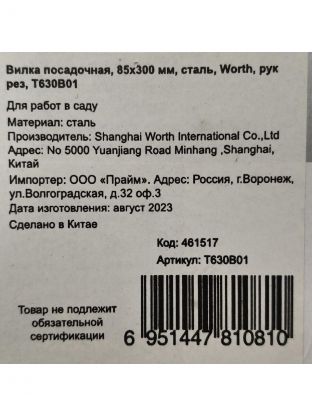 Вилка посадочная, 85х300 мм, сталь, Worth, рук
рез, T630B01
Для работ в саду
Материал: сталь
Производитель: Shanghai Worth International Co.,Ltd
Адрес: No 5000 Yuanjiang Road Minhang ,Shanghai,
Китай
Импортер: ООО «Прайм». Адрес: Россия, г.Воронеж,
ул.Волгоградская, д.32 оф.3
Дата изготовления: август 2023
Сделано в Китае
Код: 461517
Артикул: T630B01
Товар не подлежит
обязательной
сертификации
6 951447 810810